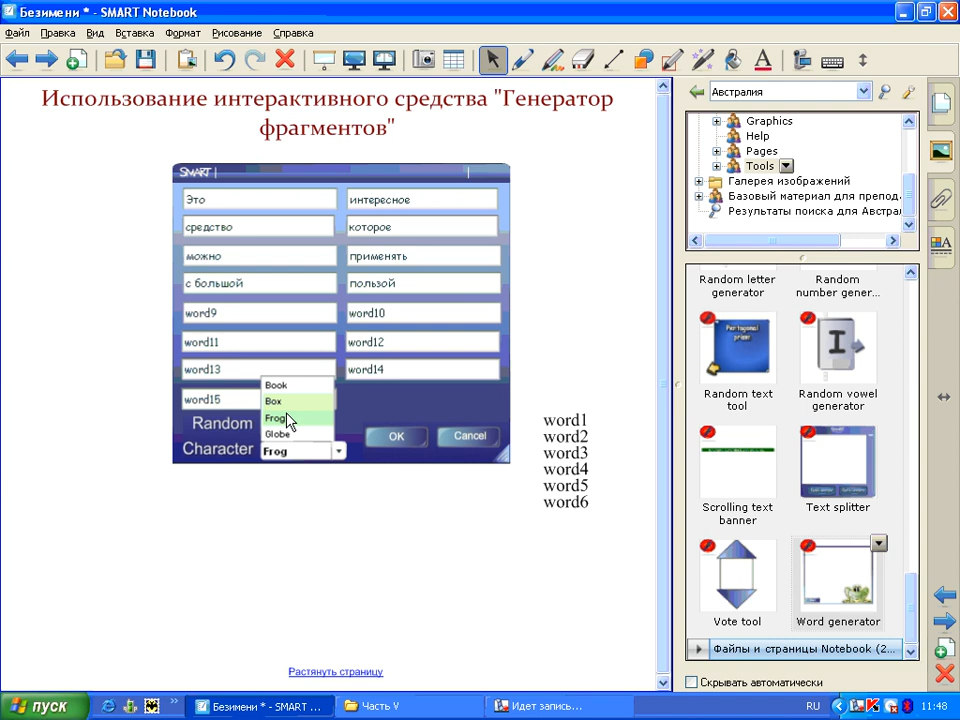 Безимени * - SMART Notebook
Файл Правка Вид Вставка Формат Рисование Справка
Использование интерактивного средства "Генератор
фрагментов"
SMART
Это интересное
средство которое
можно применять
с большой пользой
word9 word10
word11 word12
word13 word14
word15
Book
Box
Frog
Globe
Random
Character
Frog
OK Cancel
word1
word2
word3
word4
word5
word6
Растянуть страницу
Австралия
Graphics
Help
Pages
Tools
Галерея изображений
Базовый материал для препод
Результаты поиска для Австрал
Random letter
generator
Random
number gener...
Pentagonal
prism
Random text
tool
I
Random vowel
generator
Scrolling text
banner
Text splitter
Vote tool
Word generator
Файлы и страницы Notebook (2...
Скрывать автоматически
пуск
Безимени * - SMART ...
Часть V
Идет запись...
RU
11:48